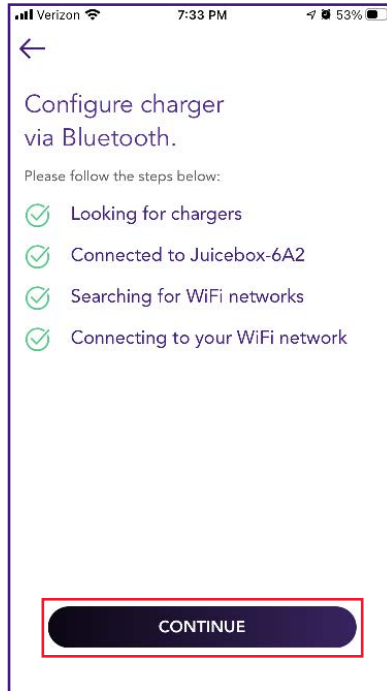 Verizon 7:33 PM 53%
Configure charger
via Bluetooth.
Please follow the steps below:
Looking for chargers
Connected to Juicebox-6A2
Searching for WiFi networks
Connecting to your WiFi network
CONTINUE